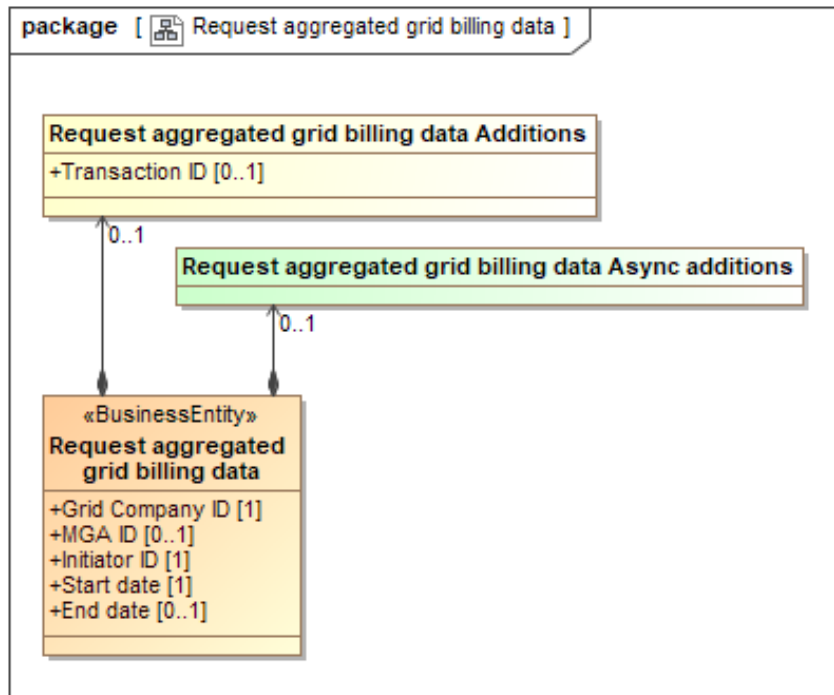 package [ Request aggregated grid billing data ]
Request aggregated grid billing data Additions
+Transaction ID [0..1]
0..1
Request aggregated grid billing data Async additions
0..1
«BusinessEntity»
Request aggregated
grid billing data
+Grid Company ID [1]
+MGA ID [0..1]
+Initiator ID [1]
+Start date [1]
+End date [0..1]